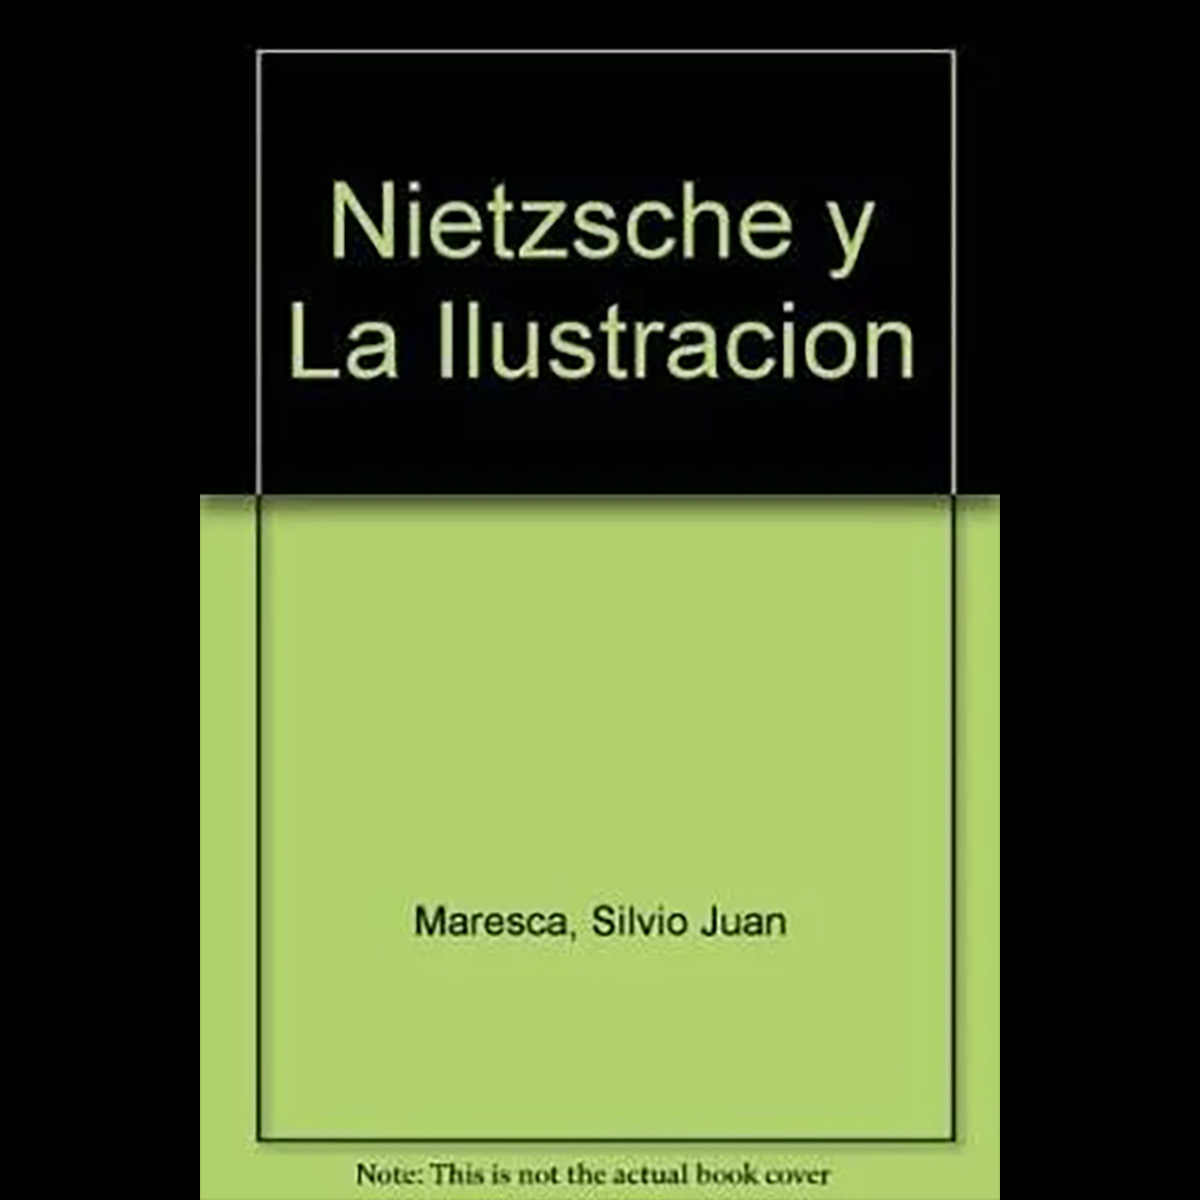 Nietzsche y
La Ilustracion
Maresca, Silvio Juan
Note: This is not the actual book cover